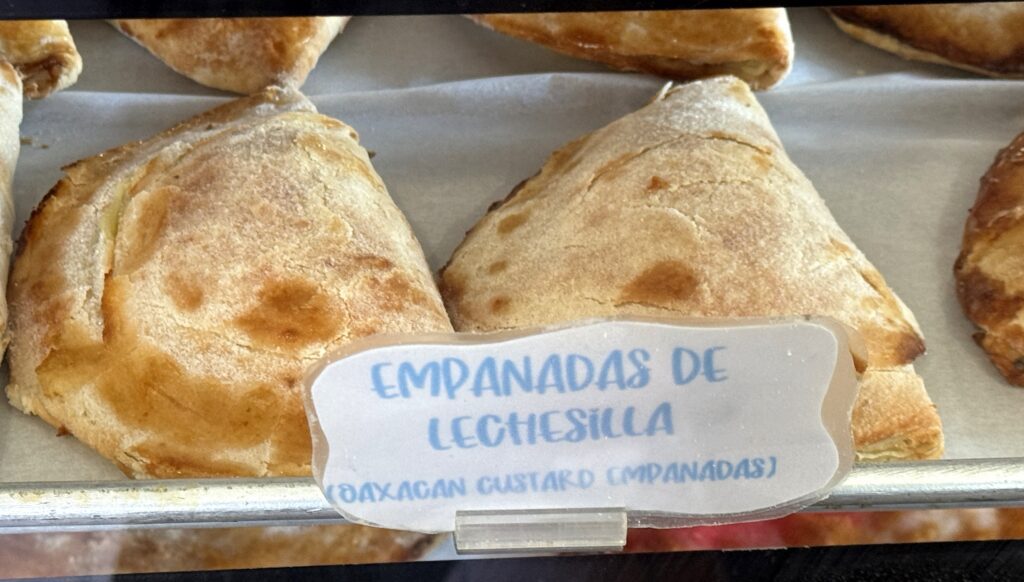 EMPANADAS DE
LECHESiLLA
(OAXACAN CUSTARD EMPANADAS)